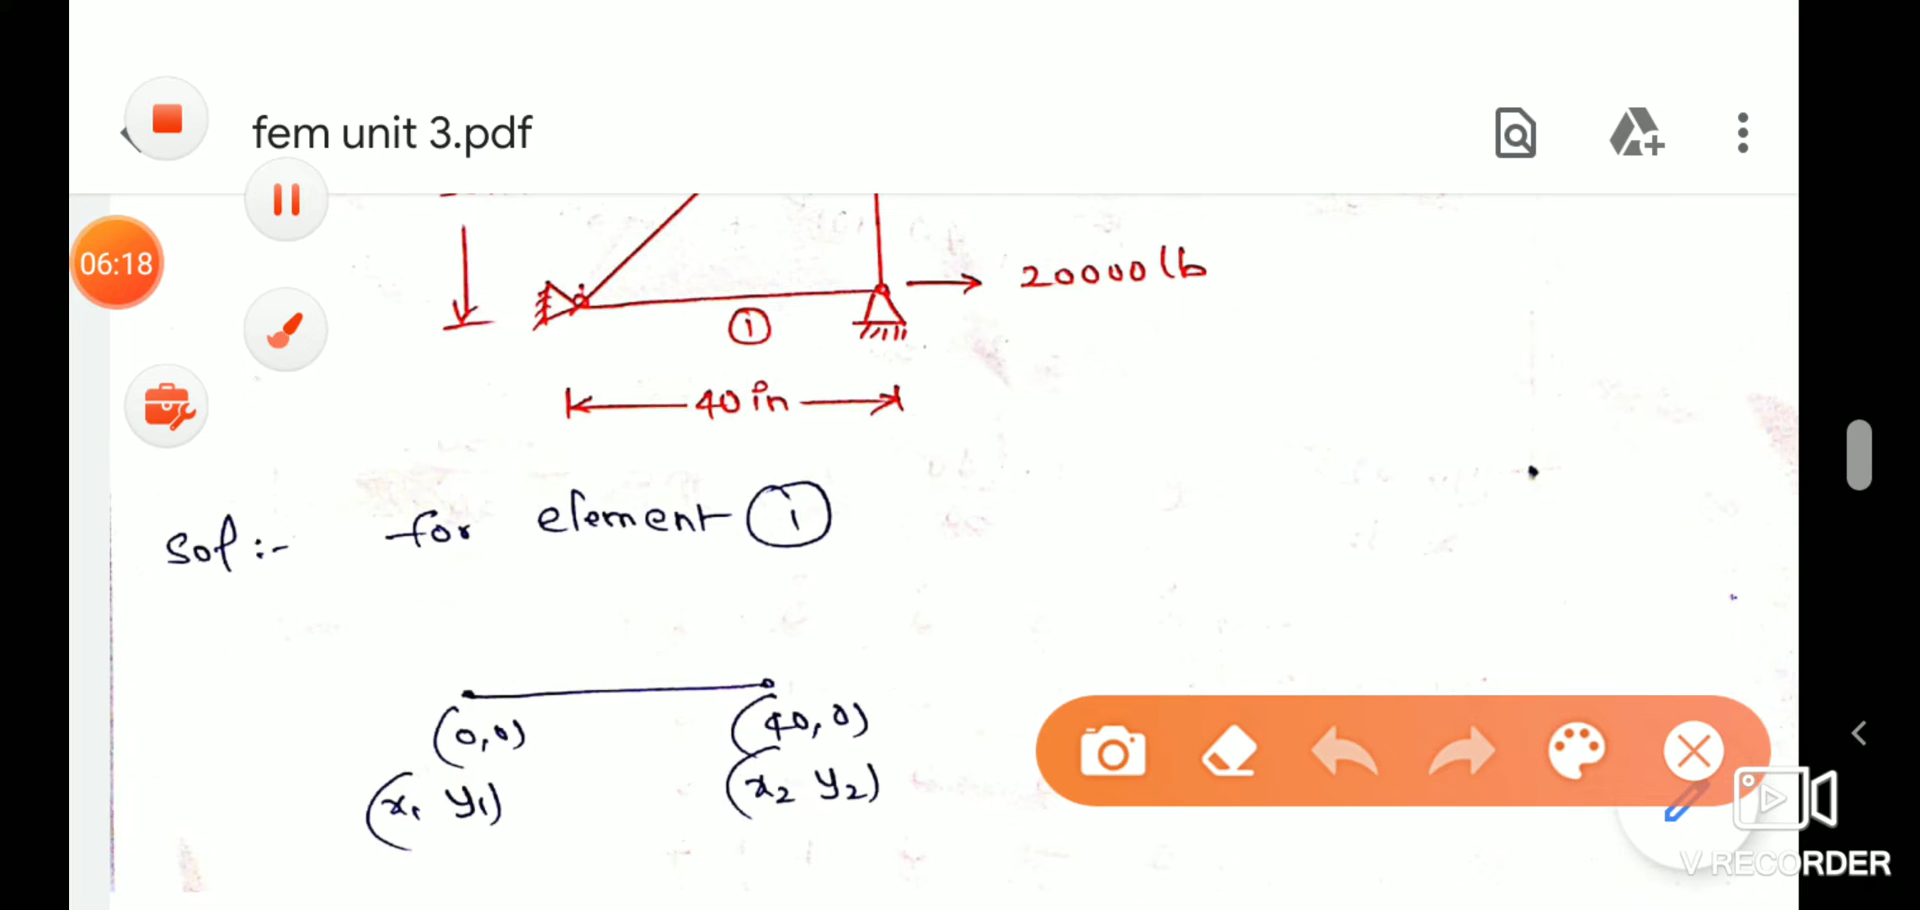 fem unit 3.pdf
06:18
20000 lb
1
40 in
Sol:- for element 1
(0,0) (40,0)
(x1 y1) (x2 y2)
V RECORDER